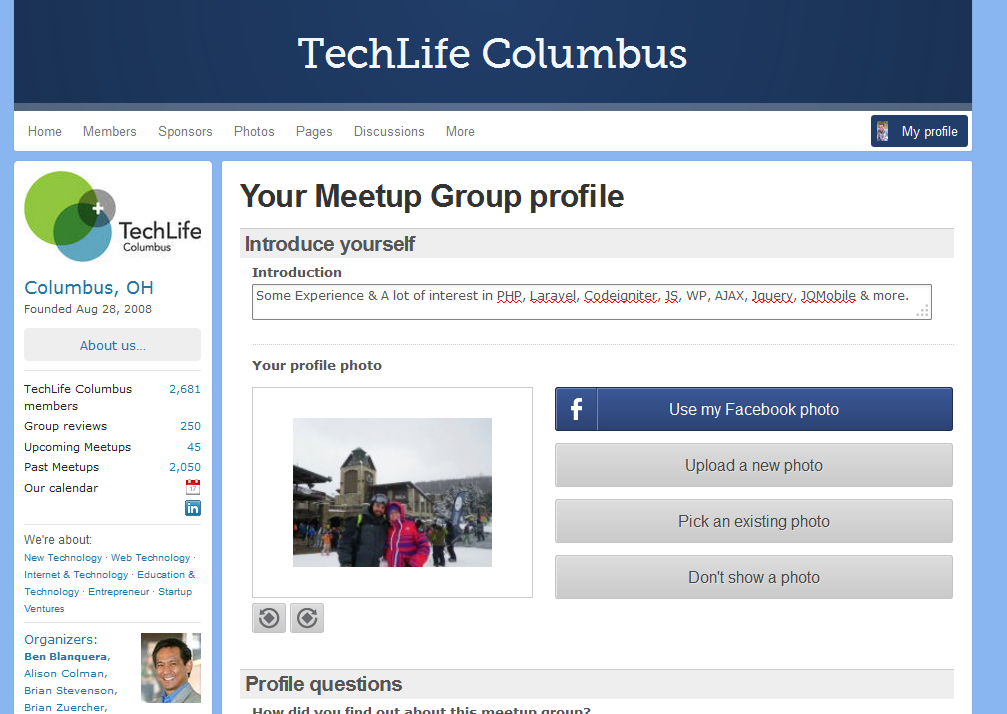 TechLife Columbus
Home Members Sponsors Photos Pages Discussions More
My profile
TechLife
Columbus
Columbus, OH
Founded Aug 28, 2008
About us...
TechLife Columbus members 2,681
Group reviews 250
Upcoming Meetups 45
Past Meetups 2,050
Our calendar
17
in
We're about:
New Technology · Web Technology ·
Internet & Technology · Education &
Technology · Entrepreneur · Startup
Ventures
Organizers:
Ben Blanquera,
Alison Colman,
Brian Stevenson,
Brian Zuercher,
Your Meetup Group profile
Introduce yourself
Introduction
Some Experience & A lot of interest in PHP, Laravel, Codeigniter, JS, WP, AJAX, Jquery, JQMobile & more.
Your profile photo
f
Use my Facebook photo
Upload a new photo
Pick an existing photo
Don't show a photo
Profile questions
How did you find out about this meetup group?